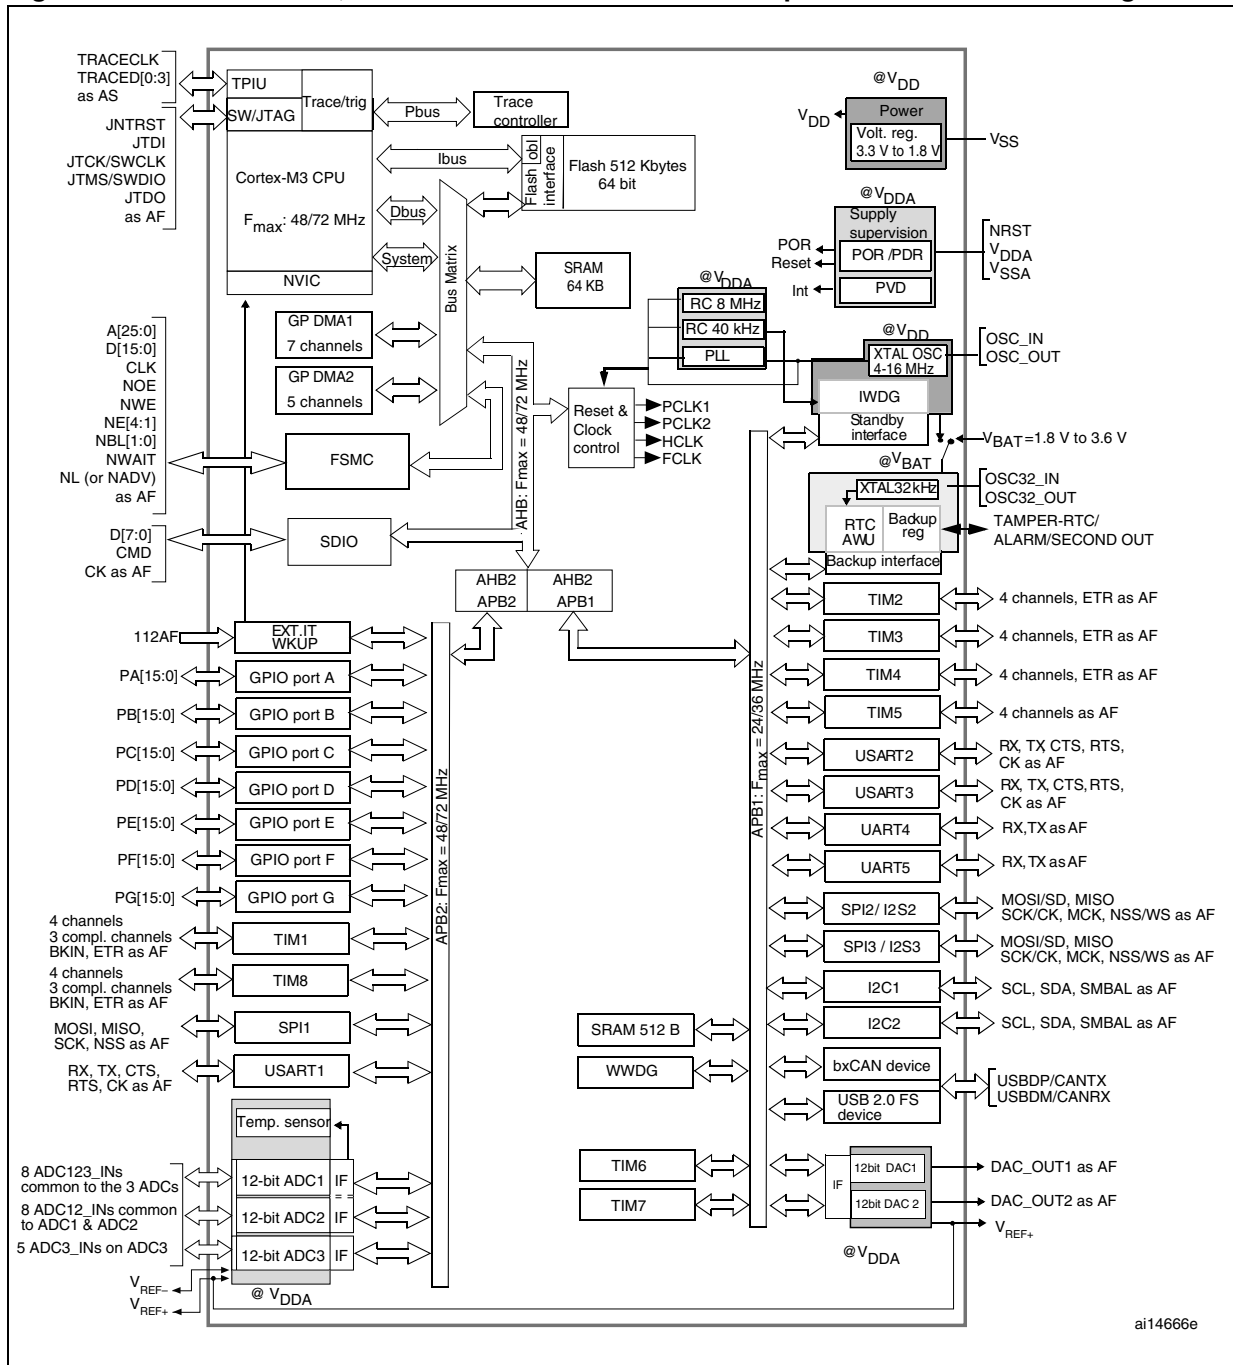 TRACECLK
TRACED[0:3]
as AS
JNTRST
JTDI
JTCK/SWCLK
JTMS/SWDIO
JTDO
as AF
TPIU
SW/JTAG
Trace/trig
Pbus
Trace
controller
Cortex-M3 CPU
Fmax: 48/72 MHz
NVIC
Ibus
Dbus
System
Bus Matrix
Flash obl
interface
Flash 512 Kbytes
64 bit
SRAM
64 KB
@VDD
Power
VDD
Volt. reg.
3.3 V to 1.8 V
VSS
@VDDA
Supply
supervision
POR
Reset
Int
POR /PDR
PVD
NRST
VDDA
VSSA
@VDDA
RC 8 MHz
RC 40 kHz
PLL
@VDD
XTAL OSC
4-16 MHz
OSC_IN
OSC_OUT
IWDG
Standby
interface
VBAT=1.8 V to 3.6 V
@VBAT
XTAL32kHz
OSC32_IN
OSC32_OUT
RTC
AWU
Backup
reg
Backup interface
TAMPER-RTC/
ALARM/SECOND OUT
GP DMA1
7 channels
GP DMA2
5 channels
AHB: Fmax = 48/72 MHz
Reset &
Clock
control
PCLK1
PCLK2
HCLK
FCLK
A[25:0]
D[15:0]
CLK
NOE
NWE
NE[4:1]
NBL[1:0]
NWAIT
NL (or NADV)
as AF
FSMC
D[7:0]
CMD
CK as AF
SDIO
AHB2
APB2
AHB2
APB1
112AF
EXT.IT
WKUP
PA[15:0]
GPIO port A
PB[15:0]
GPIO port B
PC[15:0]
GPIO port C
PD[15:0]
GPIO port D
PE[15:0]
GPIO port E
PF[15:0]
GPIO port F
PG[15:0]
GPIO port G
4 channels
3 compl. channels
BKIN, ETR as AF
TIM1
4 channels
3 compl. channels
BKIN, ETR as AF
TIM8
MOSI, MISO,
SCK, NSS as AF
SPI1
RX, TX, CTS,
RTS, CK as AF
USART1
APB2: Fmax = 48/72 MHz
Temp. sensor
8 ADC123_INs
common to the 3 ADCs
12-bit ADC1 IF
8 ADC12_INs common
to ADC1 & ADC2
12-bit ADC2 IF
5 ADC3_INs on ADC3
12-bit ADC3 IF
VREF–
VREF+
@ VDDA
APB1: Fmax = 24/36 MHz
TIM2
4 channels, ETR as AF
TIM3
4 channels, ETR as AF
TIM4
4 channels, ETR as AF
TIM5
4 channels as AF
USART2
RX, TX, CTS, RTS,
CK as AF
USART3
RX, TX, CTS, RTS,
CK as AF
UART4
RX,TX as AF
UART5
RX,TX as AF
SPI2/ I2S2
MOSI/SD, MISO
SCK/CK, MCK, NSS/WS as AF
SPI3 / I2S3
MOSI/SD, MISO
SCK/CK, MCK, NSS/WS as AF
I2C1
SCL, SDA, SMBAL as AF
I2C2
SCL, SDA, SMBAL as AF
SRAM 512 B
WWDG
bxCAN device
USB 2.0 FS
device
USBDP/CANTX
USBDM/CANRX
TIM6
TIM7
IF
12bit DAC1
DAC_OUT1 as AF
12bit DAC 2
DAC_OUT2 as AF
VREF+
@VDDA
ai14666e